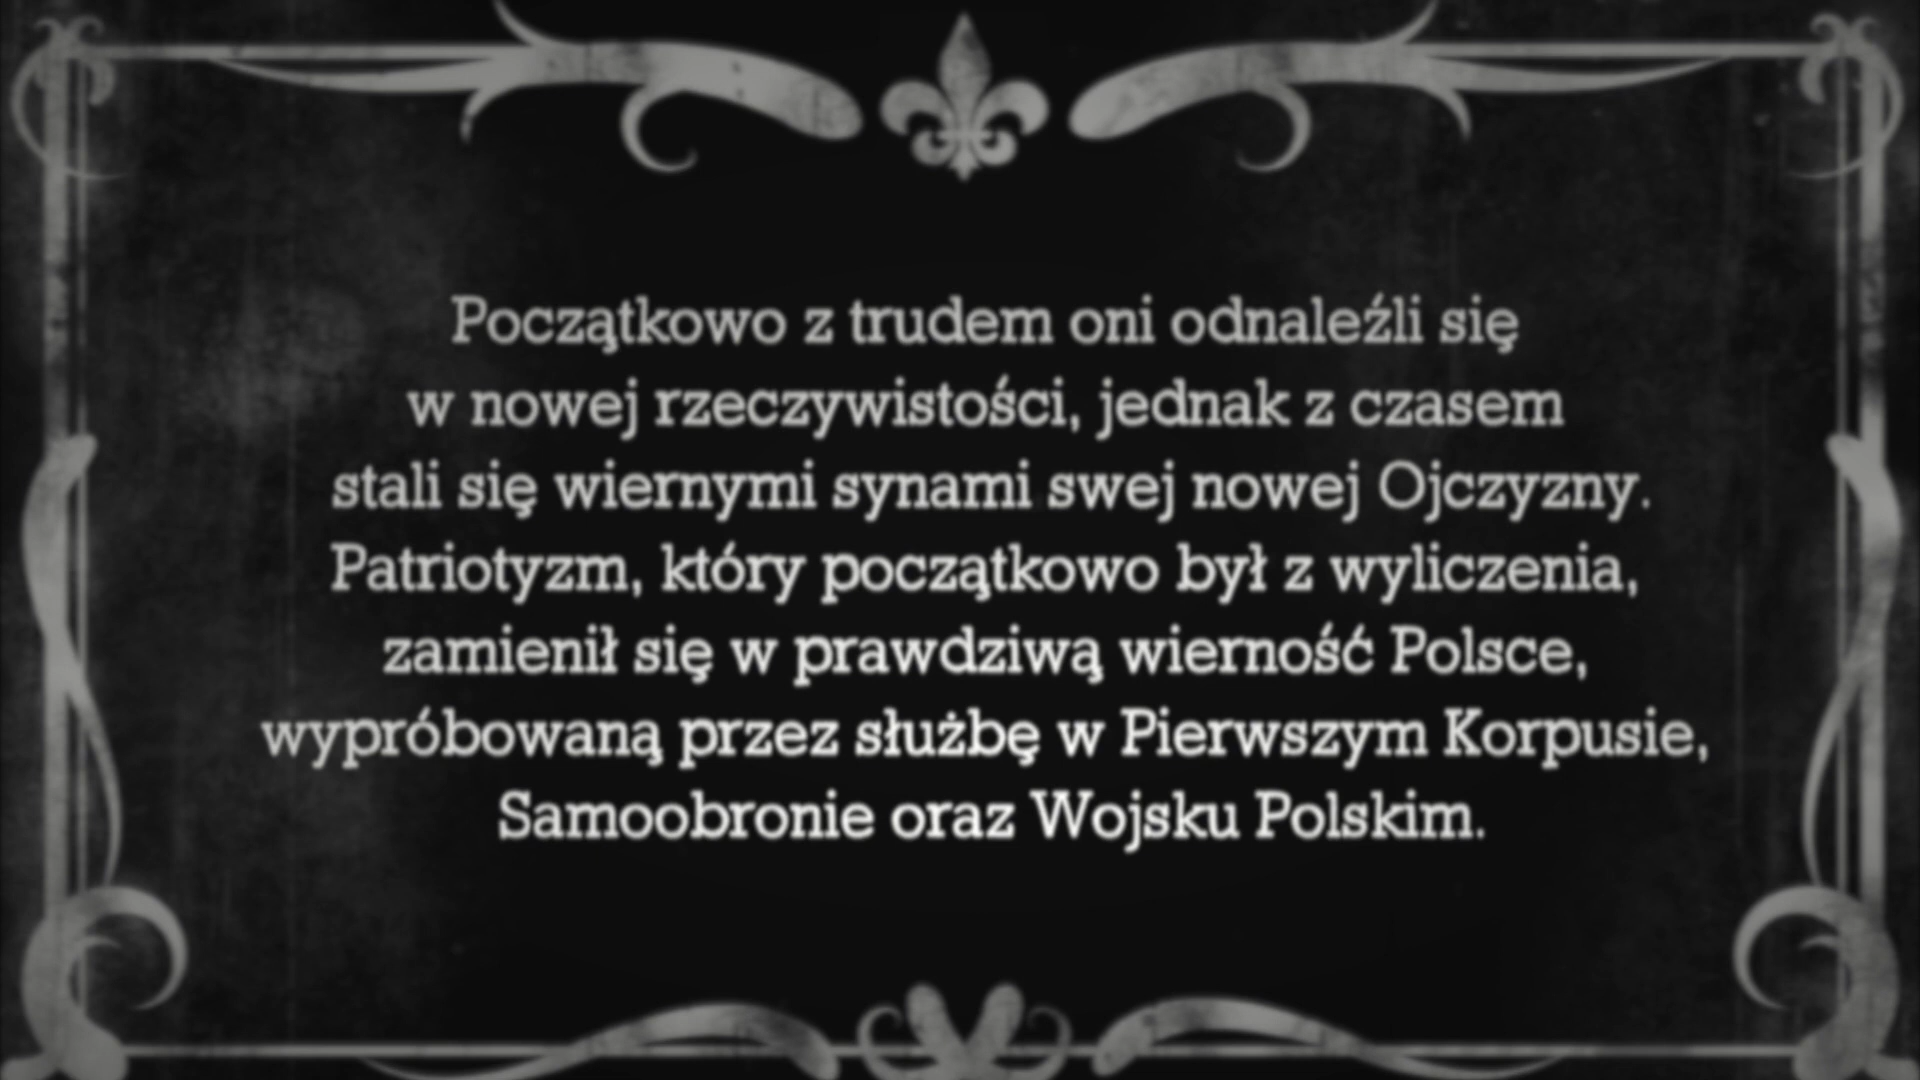 Początkowo z trudem oni odnaleźli się
w nowej rzeczywistości, jednak z czasem
stali się wiernymi synami swej nowej Ojczyzny.
Patriotyzm, który początkowo był z wyliczenia,
zamienił się w prawdziwą wierność Polsce,
wypróbowaną przez służbę w Pierwszym Korpusie,
Samoobronie oraz Wojsku Polskim.